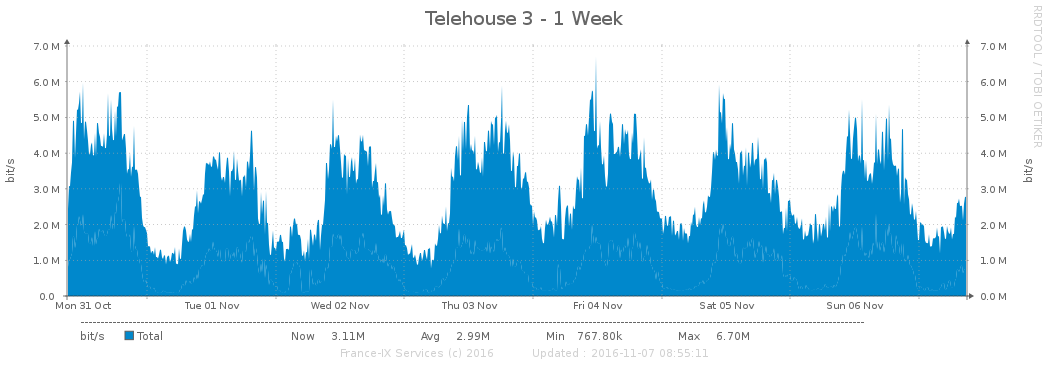 Telehouse 3 - 1 Week
RRDTOOL / TOBI OETIKER
bit/s
bit/s
7.0 M 7.0 M
6.0 M 6.0 M
5.0 M 5.0 M
4.0 M 4.0 M
3.0 M 3.0 M
2.0 M 2.0 M
1.0 M 1.0 M
0.0 0.0 M
Mon 31 Oct Tue 01 Nov Wed 02 Nov Thu 03 Nov Fri 04 Nov Sat 05 Nov Sun 06 Nov
bit/s Total Now 3.11M Avg 2.99M Min 767.80k Max 6.70M
France-IX Services (c) 2016 Updated : 2016-11-07 08:55:11